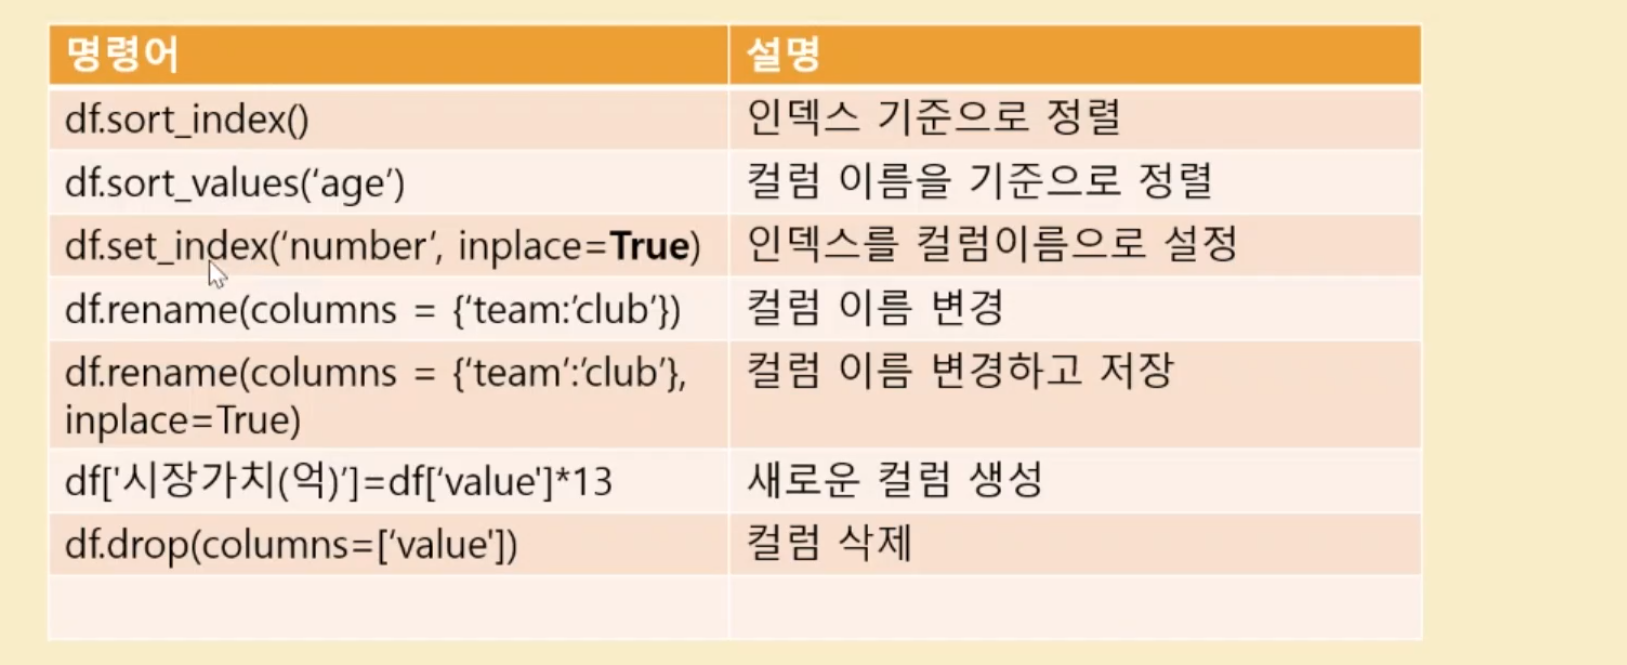 명령어 설명
df.sort_index() 인덱스 기준으로 정렬
df.sort_values(‘age’) 컬럼 이름을 기준으로 정렬
df.set_index(‘number’, inplace=True) 인덱스를 컬럼이름으로 설정
df.rename(columns = {‘team:’club’}) 컬럼 이름 변경
df.rename(columns = {‘team‘:’club’}, 컬럼 이름 변경하고 저장
inplace=True)
df['시장가치(억)’]=df[‘value']*13 새로운 컬럼 생성
df.drop(columns=[‘value']) 컬럼 삭제